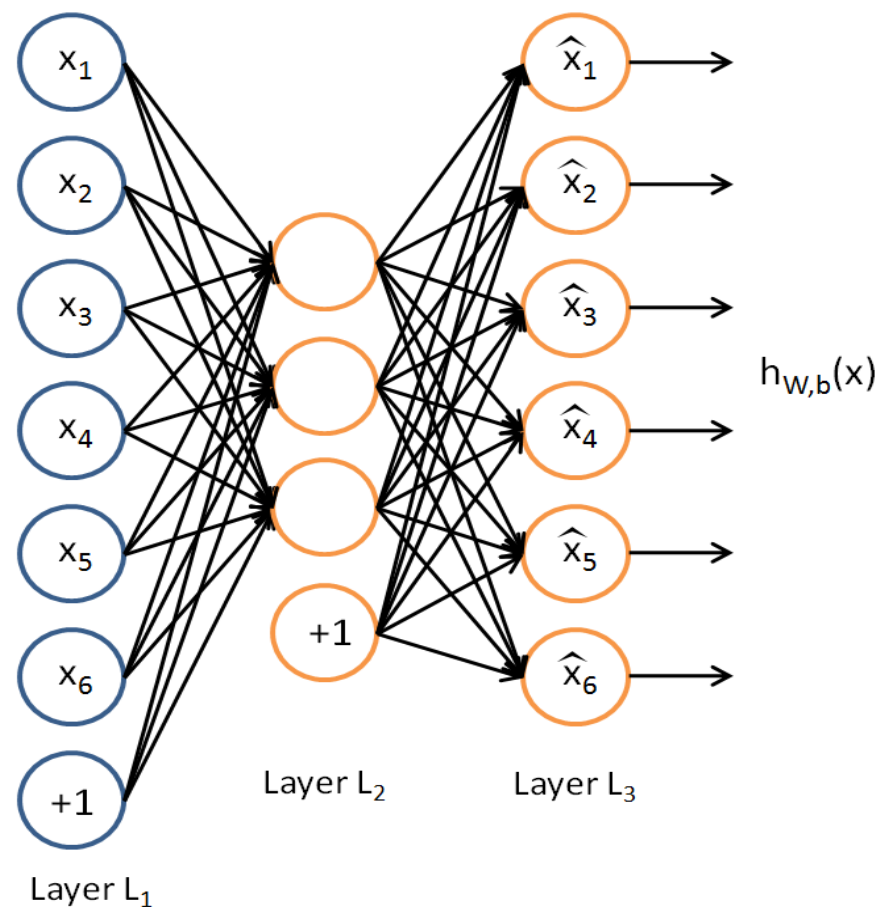 x₁
x₂
x₃
x₄
x₅
x₆
+1
Layer L₁
+1
Layer L₂
x̂₁
x̂₂
x̂₃
x̂₄
x̂₅
x̂₆
Layer L₃
h_W,b(x)